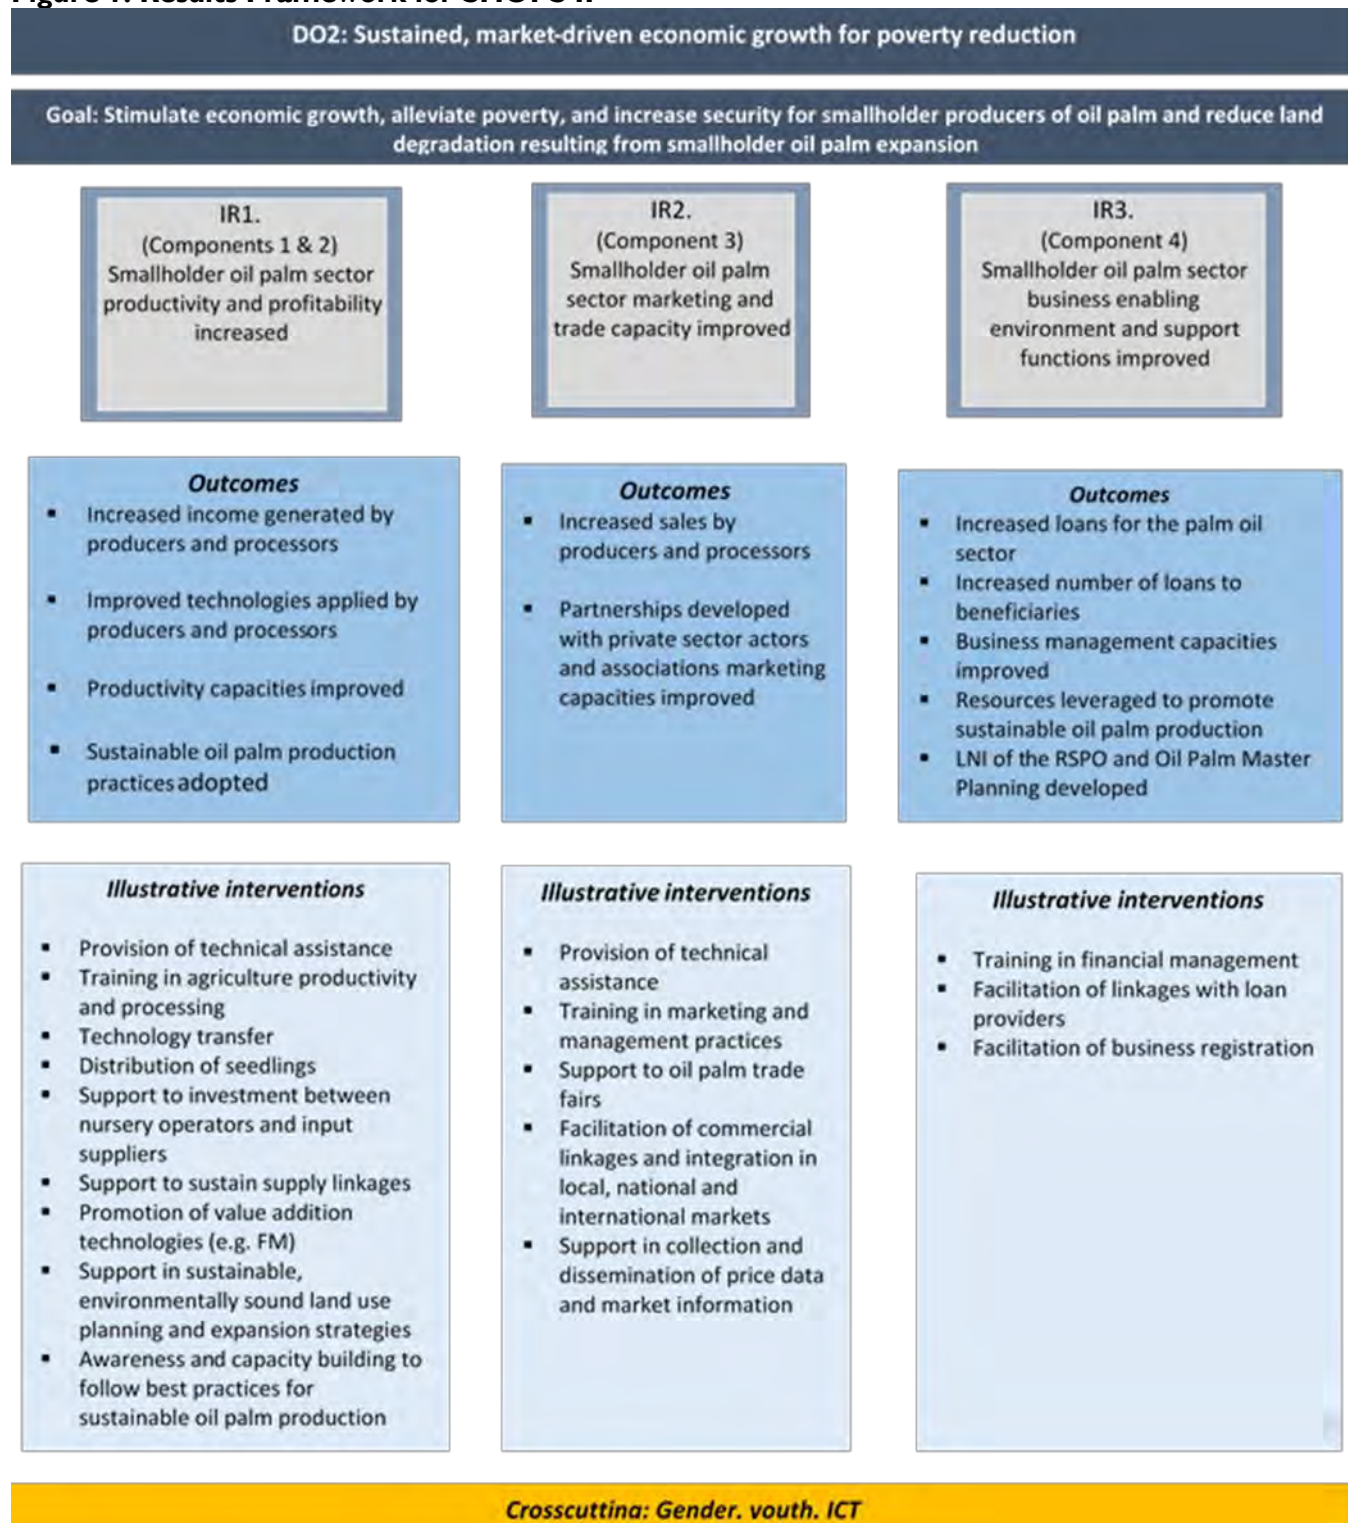 DO2: Sustained, market-driven economic growth for poverty reduction
Goal: Stimulate economic growth, alleviate poverty, and increase security for smallholder producers of oil palm and reduce land
degradation resulting from smallholder oil palm expansion
IR1.
(Components 1 & 2)
Smallholder oil palm sector
productivity and profitability
increased
IR2.
(Component 3)
Smallholder oil palm
sector marketing and
trade capacity improved
IR3.
(Component 4)
Smallholder oil palm sector
business enabling
environment and support
functions improved
Outcomes
▪ Increased income generated by
producers and processors
▪ Improved technologies applied by
producers and processors
▪ Productivity capacities improved
▪ Sustainable oil palm production
practices adopted
Outcomes
▪ Increased sales by
producers and processors
▪ Partnerships developed
with private sector actors
and associations marketing
capacities improved
Outcomes
▪ Increased loans for the palm oil
sector
▪ Increased number of loans to
beneficiaries
▪ Business management capacities
improved
▪ Resources leveraged to promote
sustainable oil palm production
▪ LNI of the RSPO and Oil Palm Master
Planning developed
Illustrative interventions
▪ Provision of technical assistance
▪ Training in agriculture productivity
and processing
▪ Technology transfer
▪ Distribution of seedlings
▪ Support to investment between
nursery operators and input
suppliers
▪ Support to sustain supply linkages
▪ Promotion of value addition
technologies (e.g. FM)
▪ Support in sustainable,
environmentally sound land use
planning and expansion strategies
▪ Awareness and capacity building to
follow best practices for
sustainable oil palm production
Illustrative interventions
▪ Provision of technical
assistance
▪ Training in marketing and
management practices
▪ Support to oil palm trade
fairs
▪ Facilitation of commercial
linkages and integration in
local, national and
international markets
▪ Support in collection and
dissemination of price data
and market information
Illustrative interventions
▪ Training in financial management
▪ Facilitation of linkages with loan
providers
▪ Facilitation of business registration
Crosscutting: Gender, youth, ICT